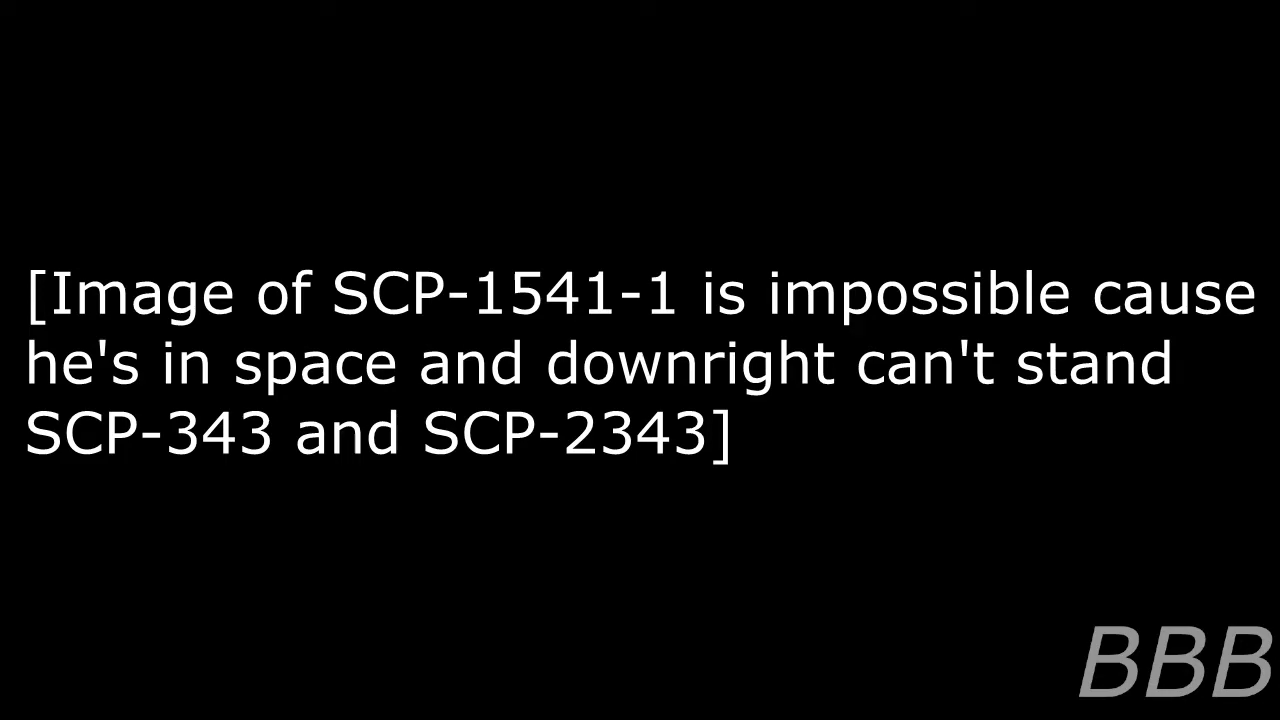 [Image of SCP-1541-1 is impossible cause
he's in space and downright can't stand
SCP-343 and SCP-2343]
BBB